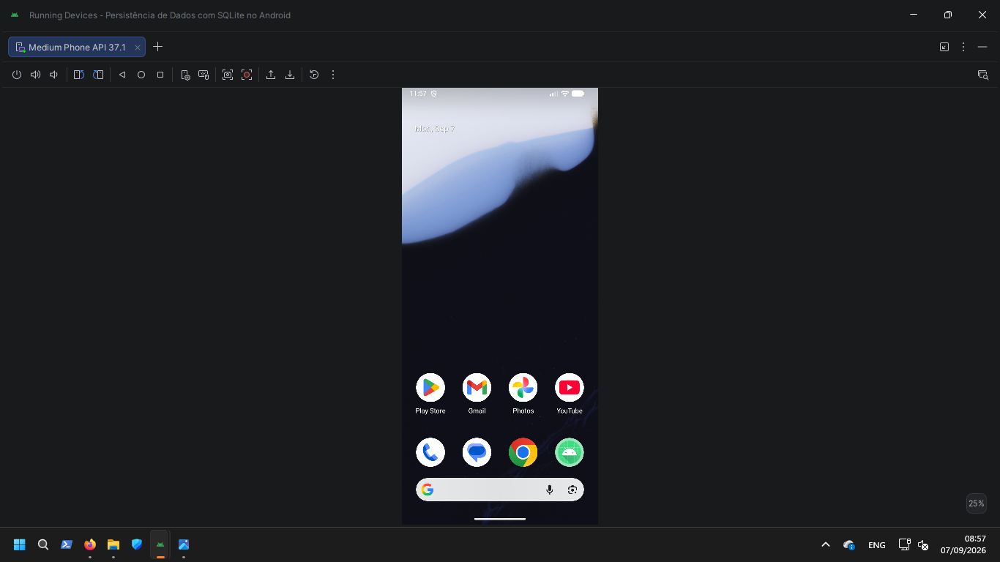 Running Devices - Persistência de Dados com SQLite no Android
Medium Phone API 37.1
11:57
Mon, Sep 7
Play Store
Gmail
Photos
YouTube
25%
ENG
08:57
07/09/2026